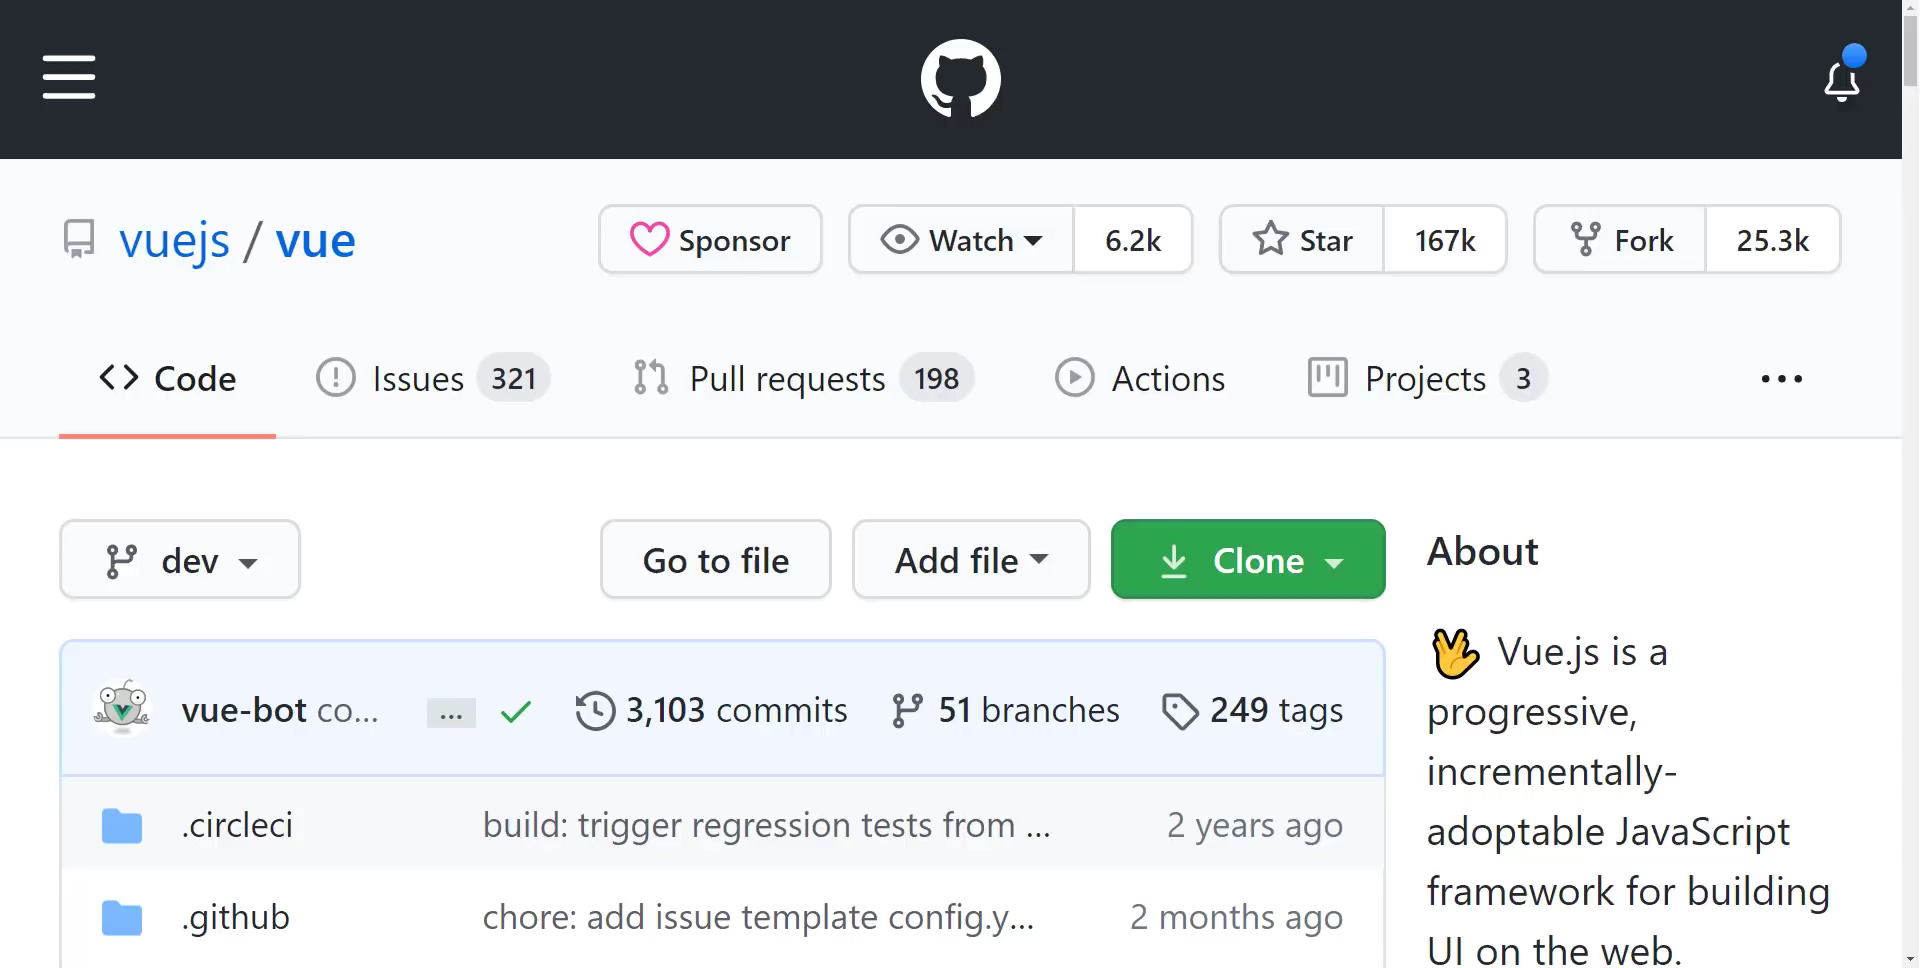 vuejs / vue
Sponsor
Watch 6.2k
Star 167k
Fork 25.3k
Code
Issues 321
Pull requests 198
Actions
Projects 3
...
dev
Go to file
Add file
Clone
vue-bot co...
...
3,103 commits
51 branches
249 tags
.circleci
build: trigger regression tests from ...
2 years ago
.github
chore: add issue template config.y...
2 months ago
About
🖖 Vue.js is a
progressive,
incrementally-
adoptable JavaScript
framework for building
UI on the web.